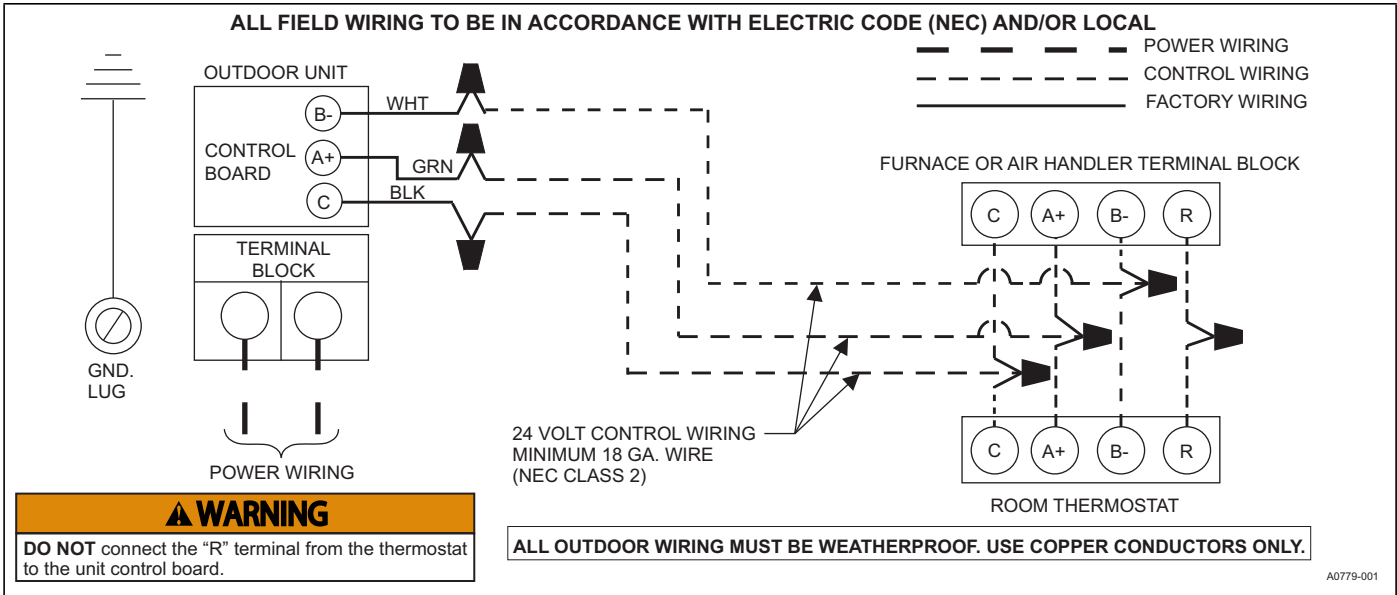 ALL FIELD WIRING TO BE IN ACCORDANCE WITH ELECTRIC CODE (NEC) AND/OR LOCAL
POWER WIRING
CONTROL WIRING
FACTORY WIRING
OUTDOOR UNIT
CONTROL
BOARD
B-
A+
C
WHT
GRN
BLK
TERMINAL
BLOCK
GND.
LUG
POWER WIRING
FURNACE OR AIR HANDLER TERMINAL BLOCK
C A+ B- R
24 VOLT CONTROL WIRING
MINIMUM 18 GA. WIRE
(NEC CLASS 2)
C A+ B- R
ROOM THERMOSTAT
WARNING
DO NOT connect the “R” terminal from the thermostat
to the unit control board.
ALL OUTDOOR WIRING MUST BE WEATHERPROOF. USE COPPER CONDUCTORS ONLY.
A0779-001